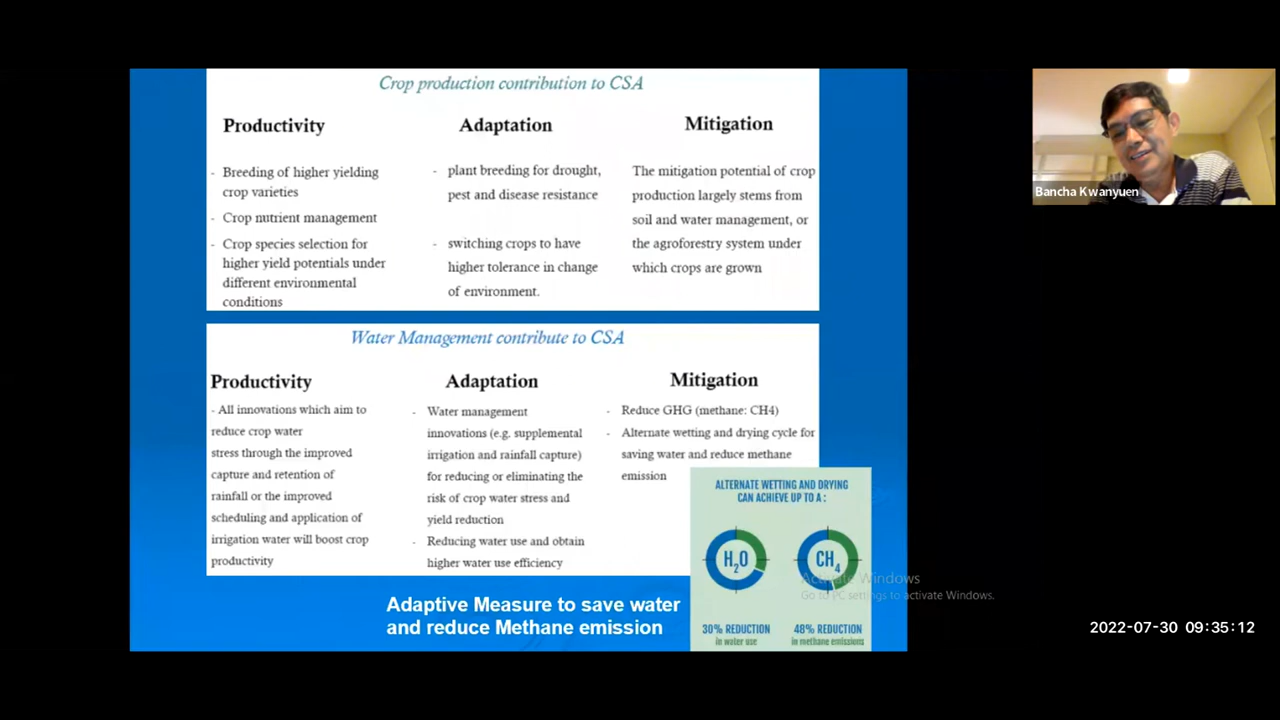 Crop production contribution to CSA
Productivity
- Breeding of higher yielding
crop varieties
- Crop nutrient management
- Crop species selection for
higher yield potentials under
different environmental
conditions
Adaptation
- plant breeding for drought,
pest and disease resistance
- switching crops to have
higher tolerance in change
of environment.
Mitigation
The mitigation potential of crop
production largely stems from
soil and water management, or
the agroforestry system under
which crops are grown
Water Management contribute to CSA
Productivity
- All innovations which aim to
reduce crop water
stress through the improved
capture and retention of
rainfall or the improved
scheduling and application of
irrigation water will boost crop
productivity
Adaptation
- Water management
innovations (e.g. supplemental
irrigation and rainfall capture)
for reducing or eliminating the
risk of crop water stress and
yield reduction
- Reducing water use and obtain
higher water use efficiency
Mitigation
- Reduce GHG (methane: CH4)
- Alternate wetting and drying cycle for
saving water and reduce methane
emission
ALTERNATE WETTING AND DRYING
CAN ACHIEVE UP TO A :
H2O
30% REDUCTION
in water use
CH4
48% REDUCTION
in methane emissions
Adaptive Measure to save water
and reduce Methane emission
Bancha Kwanyuen
Activate Windows
Go to PC settings to activate Windows.
2022-07-30 09:35:12